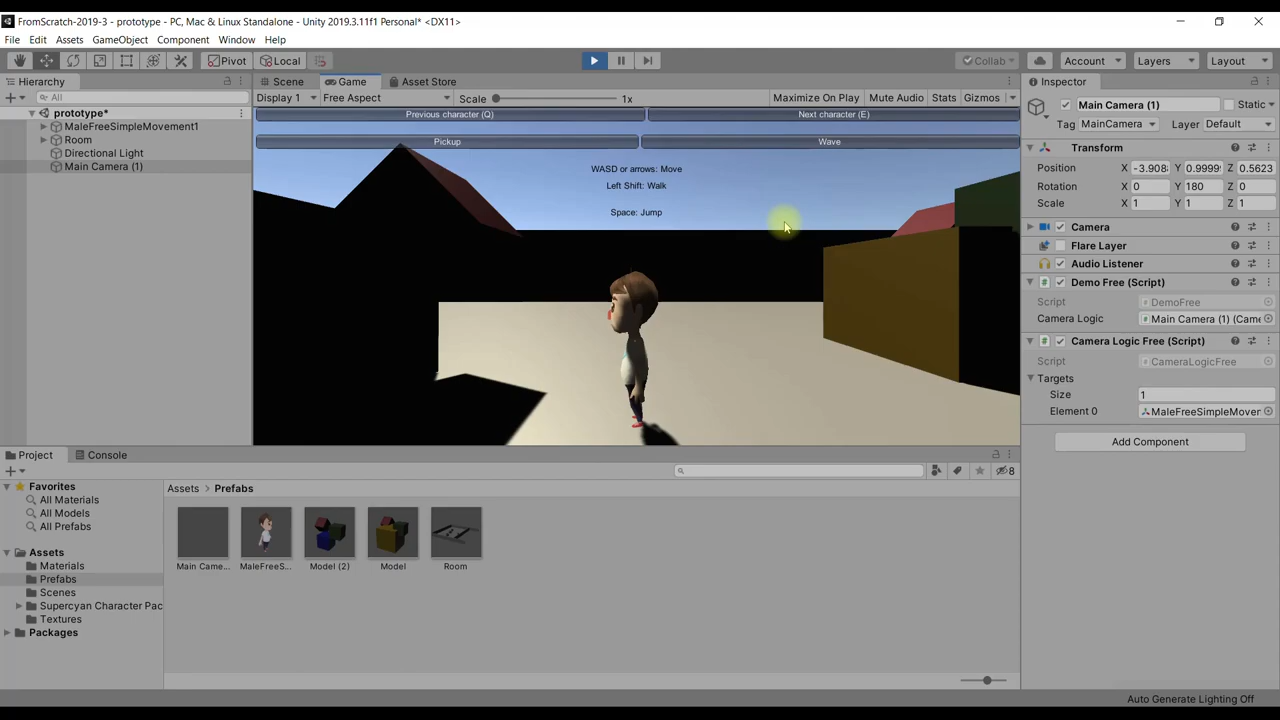 FromScratch-2019-3 - prototype - PC, Mac & Linux Standalone - Unity 2019.3.11f1 Personal* <DX11>
File Edit Assets GameObject Component Window Help
Pivot Local Collab Account Layers Layout
Hierarchy
All
prototype*
MaleFreeSimpleMovement1
Room
Directional Light
Main Camera (1)
Scene Game Asset Store
Display 1 Free Aspect Scale 1x Maximize On Play Mute Audio Stats Gizmos
Previous character (Q) Next character (E)
Pickup Wave
WASD or arrows: Move
Left Shift: Walk
Space: Jump
Inspector
Main Camera (1) Static
Tag MainCamera Layer Default
Transform
Position X -3.908 Y 0.9999 Z 0.5623
Rotation X 0 Y 180 Z 0
Scale X 1 Y 1 Z 1
Camera
Flare Layer
Audio Listener
Demo Free (Script)
Script DemoFree
Camera Logic Main Camera (1) (Came
Camera Logic Free (Script)
Script CameraLogicFree
Targets
Size 1
Element 0 MaleFreeSimpleMover
Add Component
Project Console
8
Favorites
All Materials
All Models
All Prefabs
Assets
Materials
Prefabs
Scenes
Supercyan Character Pac
Textures
Packages
Assets > Prefabs
Main Came... MaleFreeS... Model (2) Model Room
Auto Generate Lighting Off